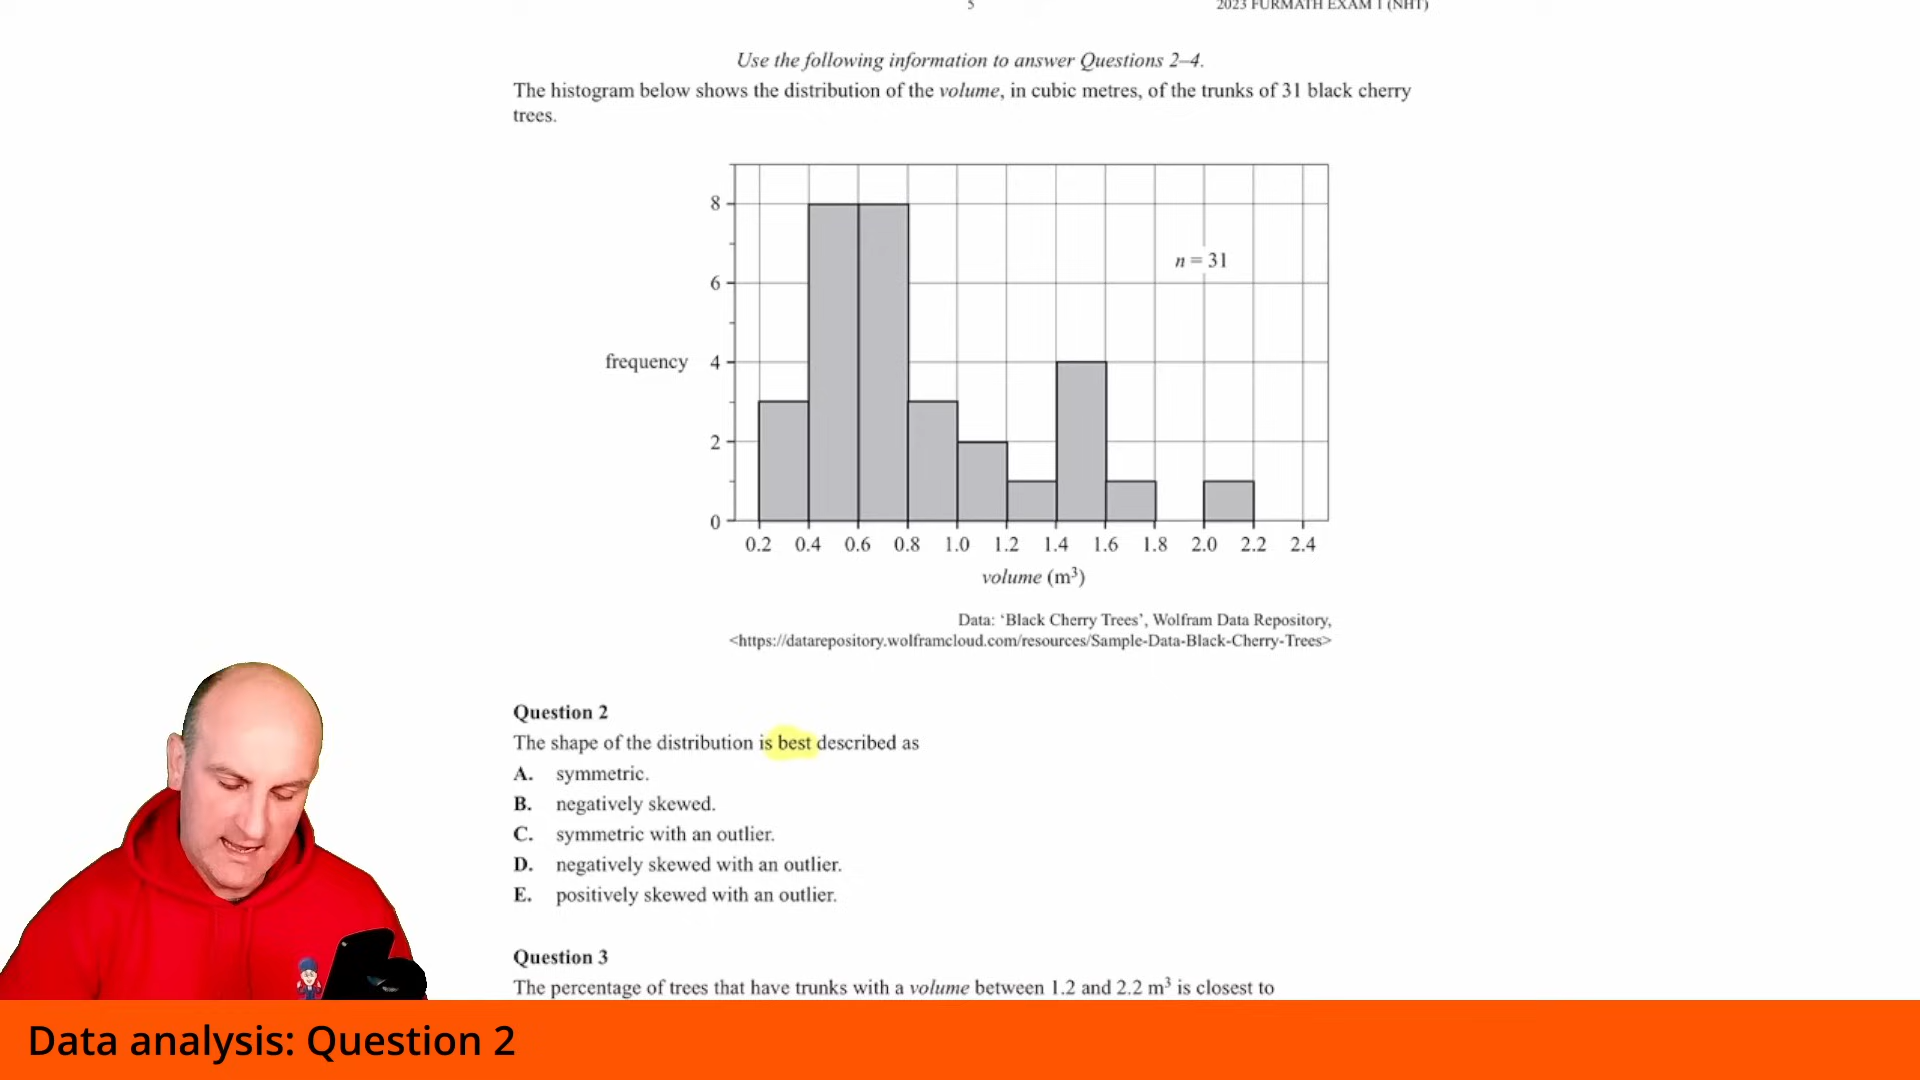 5 2023 FURMATH EXAM 1 (NHT)
Use the following information to answer Questions 2–4.
The histogram below shows the distribution of the volume, in cubic metres, of the trunks of 31 black cherry
trees.
8
n = 31
6
frequency 4
2
0
0.2 0.4 0.6 0.8 1.0 1.2 1.4 1.6 1.8 2.0 2.2 2.4
volume (m³)
Data: ‘Black Cherry Trees’, Wolfram Data Repository,
<https://datarepository.wolframcloud.com/resources/Sample-Data-Black-Cherry-Trees>
Question 2
The shape of the distribution is best described as
A. symmetric.
B. negatively skewed.
C. symmetric with an outlier.
D. negatively skewed with an outlier.
E. positively skewed with an outlier.
Question 3
The percentage of trees that have trunks with a volume between 1.2 and 2.2 m³ is closest to
Data analysis: Question 2